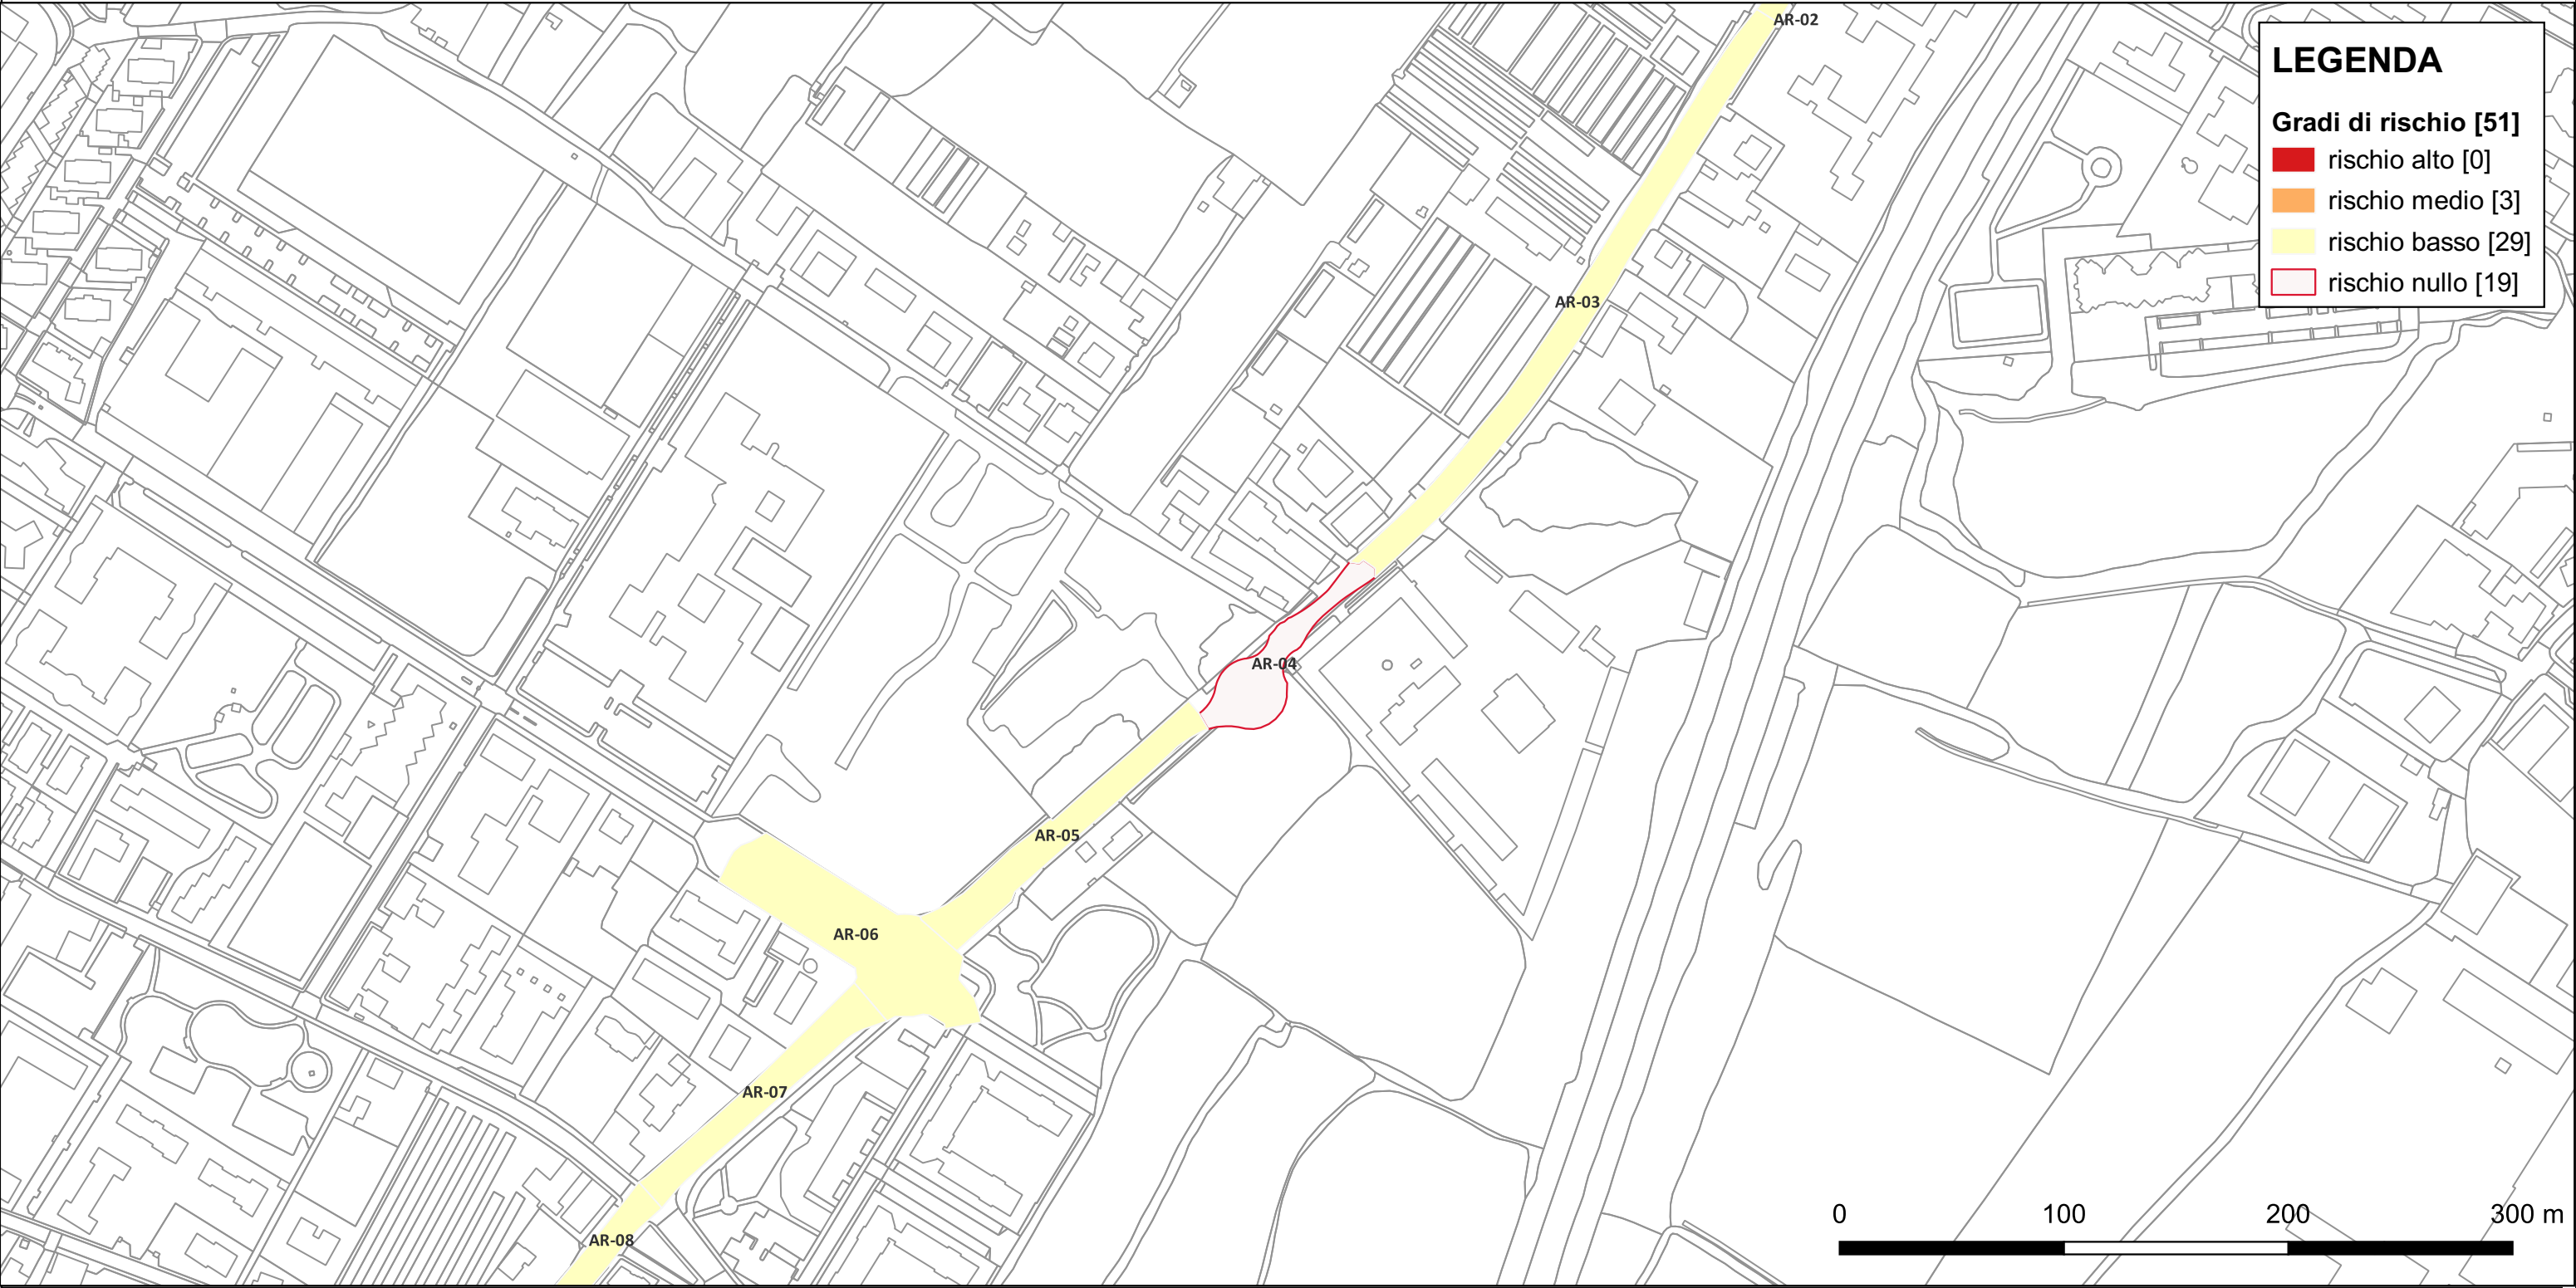 AR-02
LEGENDA
Gradi di rischio [51]
rischio alto [0]
rischio medio [3]
rischio basso [29]
rischio nullo [19]
AR-03
AR-04
AR-05
AR-06
AR-07
AR-08
0 100 200 300 m